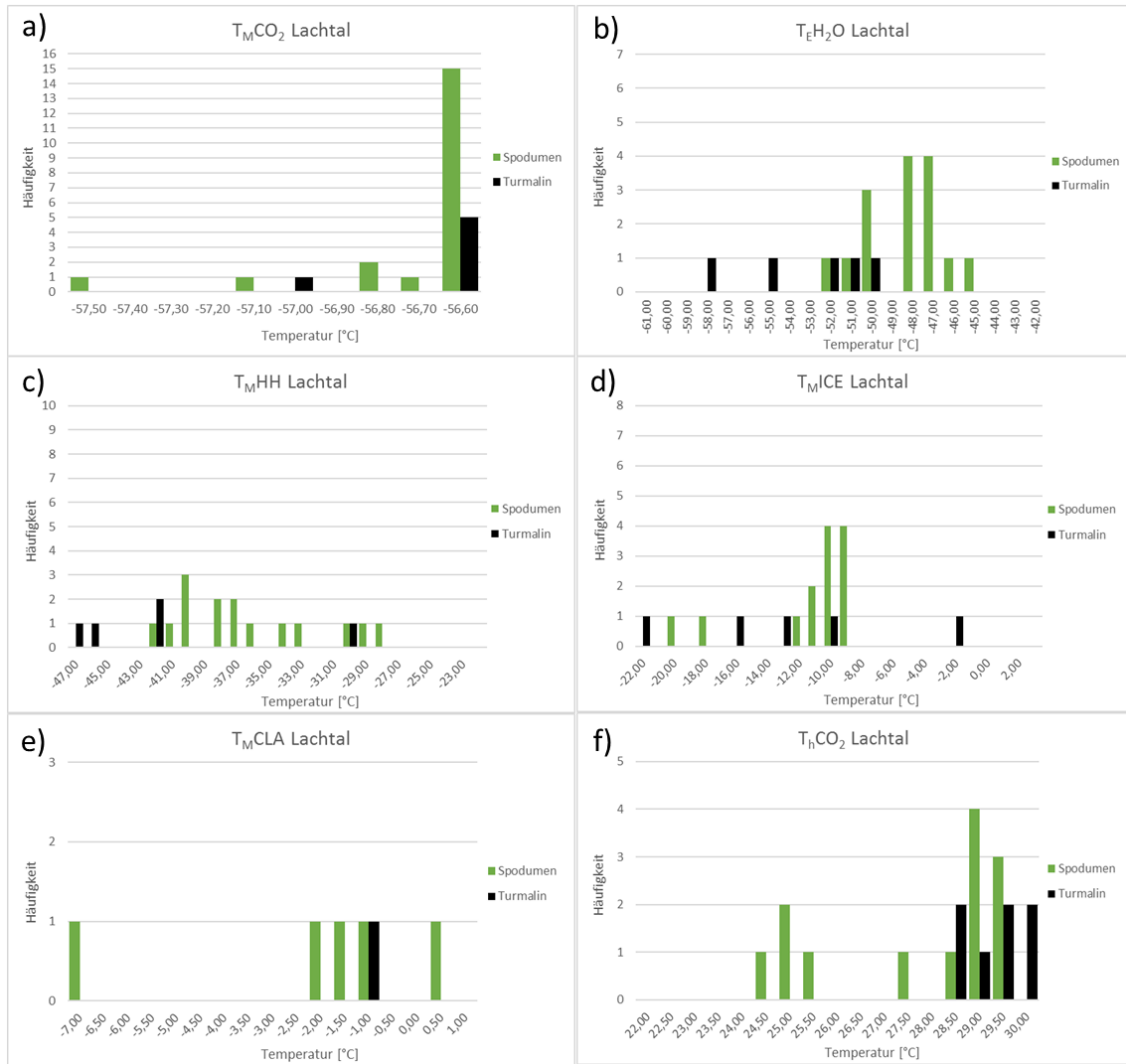 a)
T_MCO₂ Lachtal
16
15
14
13
12
11
10
9
8
7
6
5
4
3
2
1
0
Häufigkeit
-57,50 -57,40 -57,30 -57,20 -57,10 -57,00 -56,90 -56,80 -56,70 -56,60
Temperatur [°C]
Spodumen
Turmalin
b)
T_EH₂O Lachtal
7
6
5
4
3
2
1
0
Häufigkeit
-61,00 -60,00 -59,00 -58,00 -57,00 -56,00 -55,00 -54,00 -53,00 -52,00 -51,00 -50,00 -49,00 -48,00 -47,00 -46,00 -45,00 -44,00 -43,00 -42,00
Temperatur [°C]
Spodumen
Turmalin
c)
T_MHH Lachtal
10
9
8
7
6
5
4
3
2
1
0
Häufigkeit
-47,00 -45,00 -43,00 -41,00 -39,00 -37,00 -35,00 -33,00 -31,00 -29,00 -27,00 -25,00 -23,00
Temperatur [°C]
Spodumen
Turmalin
d)
T_MICE Lachtal
8
7
6
5
4
3
2
1
0
Häufigkeit
-22,00 -20,00 -18,00 -16,00 -14,00 -12,00 -10,00 -8,00 -6,00 -4,00 -2,00 0,00 2,00
Temperatur [°C]
Spodumen
Turmalin
e)
T_MCLA Lachtal
3
2
1
0
Häufigkeit
-7,00 -6,50 -6,00 -5,50 -5,00 -4,50 -4,00 -3,50 -3,00 -2,50 -2,00 -1,50 -1,00 -0,50 0,00 0,50 1,00
Temperatur [°C]
Spodumen
Turmalin
f)
T_hCO₂ Lachtal
5
4
3
2
1
0
Häufigkeit
22,00 22,50 23,00 23,50 24,00 24,50 25,00 25,50 26,00 26,50 27,00 27,50 28,00 28,50 29,00 29,50 30,00
Temperatur [°C]
Spodumen
Turmalin